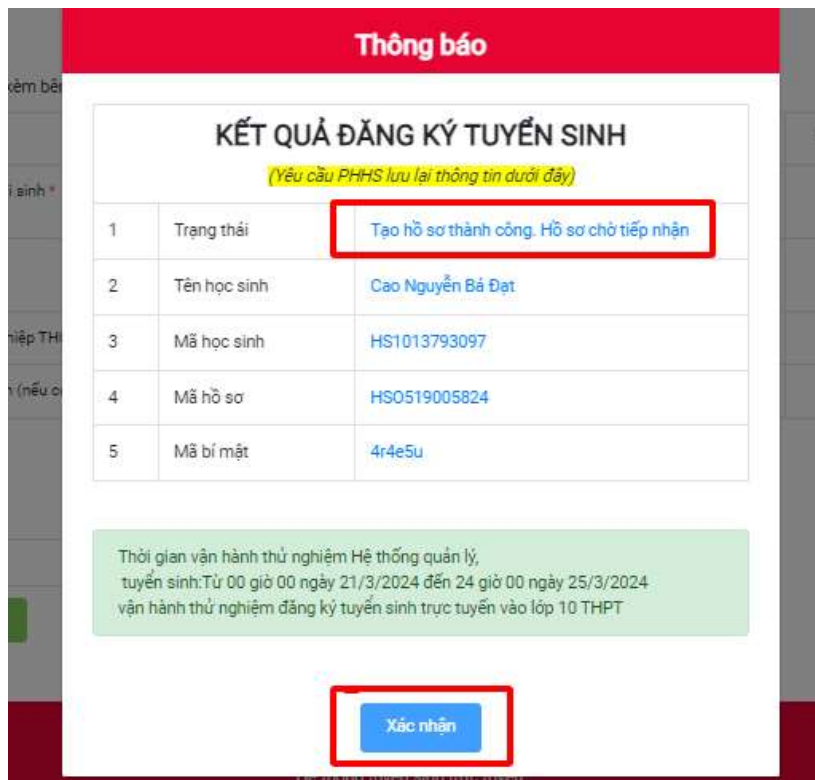 Thông báo
kèm bên
KẾT QUẢ ĐĂNG KÝ TUYỂN SINH
(Yêu cầu PHHS lưu lại thông tin dưới đây)
i sinh *
1 Trạng thái Tạo hồ sơ thành công. Hồ sơ chờ tiếp nhận
2 Tên học sinh Cao Nguyễn Bá Đạt
3 Mã học sinh HS1013793097
4 Mã hồ sơ HSO519005824
(nếu
5 Mã bí mật 4r4e5u
Thời gian vận hành thử nghiệm Hệ thống quản lý,
tuyển sinh:Từ 00 giờ 00 ngày 21/3/2024 đến 24 giờ 00 ngày 25/3/2024
vận hành thử nghiệm đăng ký tuyển sinh trực tuyến vào lớp 10 THPT
Xác nhận